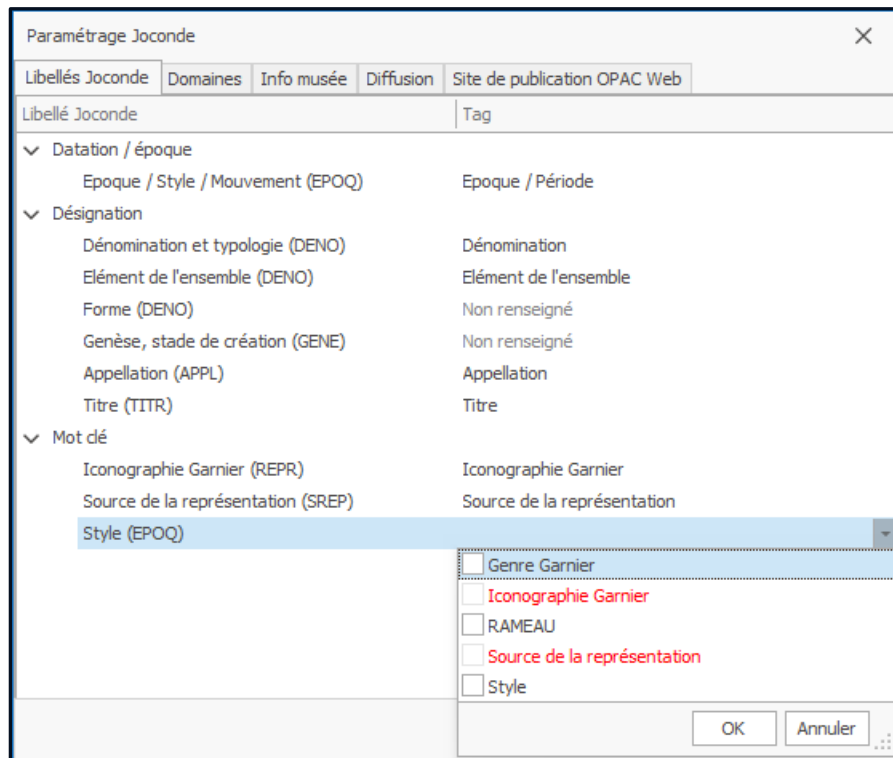 Paramétrage Joconde
Libellés Joconde Domaines Info musée Diffusion Site de publication OPAC Web
Libellé Joconde Tag
Datation / époque
Epoque / Style / Mouvement (EPOQ) Epoque / Période
Désignation
Dénomination et typologie (DENO) Dénomination
Elément de l'ensemble (DENO) Elément de l'ensemble
Forme (DENO) Non renseigné
Genèse, stade de création (GENE) Non renseigné
Appellation (APPL) Appellation
Titre (TITR) Titre
Mot clé
Iconographie Garnier (REPR) Iconographie Garnier
Source de la représentation (SREP) Source de la représentation
Style (EPOQ)
Genre Garnier
Iconographie Garnier
RAMEAU
Source de la représentation
Style
OK Annuler